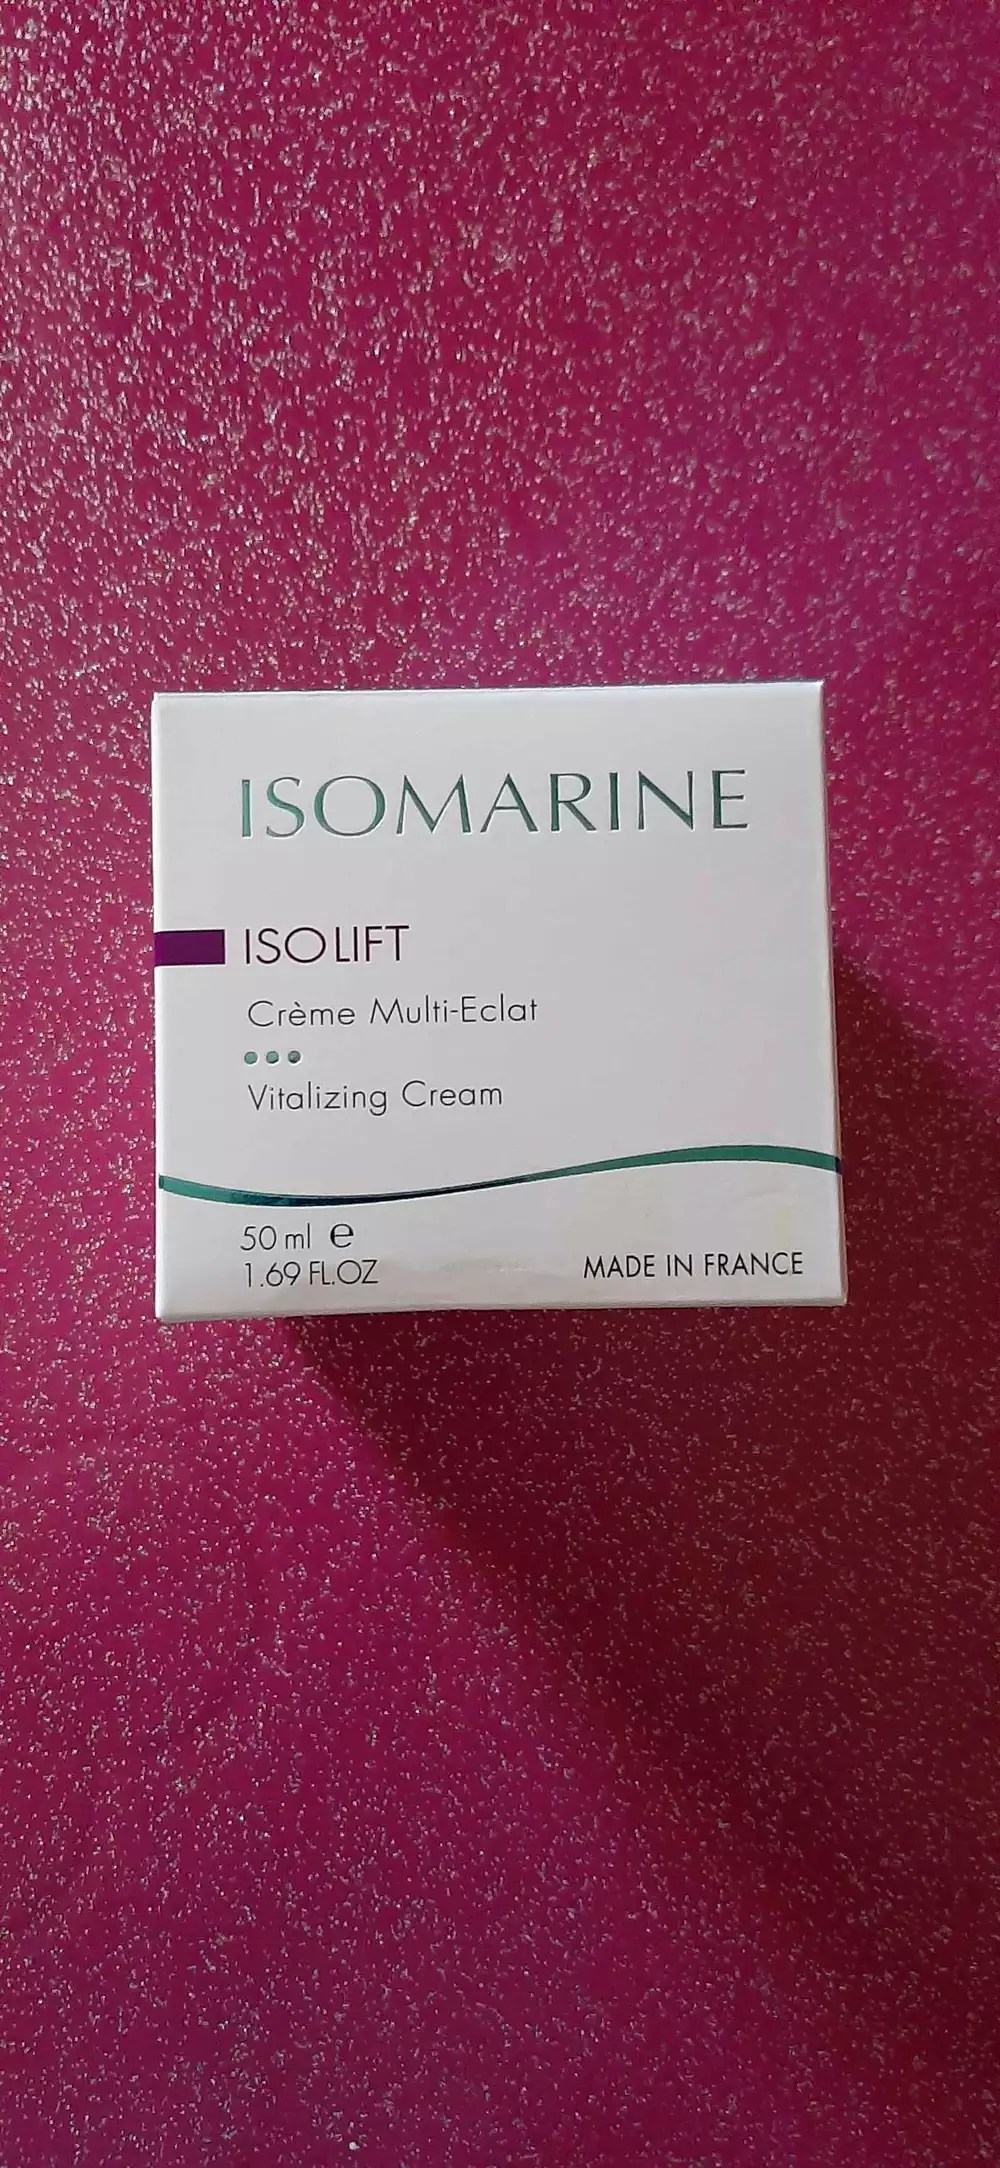 ISOMARINE
ISOLIFT
Crème Multi-Eclat
Vitalizing Cream
50 ml e
1.69 FL.OZ
MADE IN FRANCE